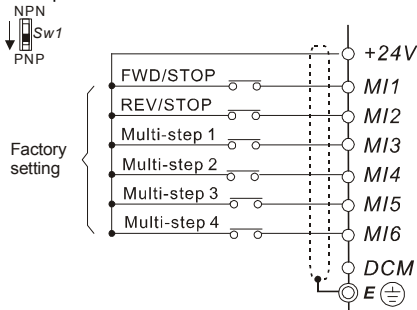 NPN
Sw1
PNP
+24V
FWD/STOP MI1
REV/STOP MI2
Multi-step 1 MI3
Factory setting
Multi-step 2 MI4
Multi-step 3 MI5
Multi-step 4 MI6
DCM
E